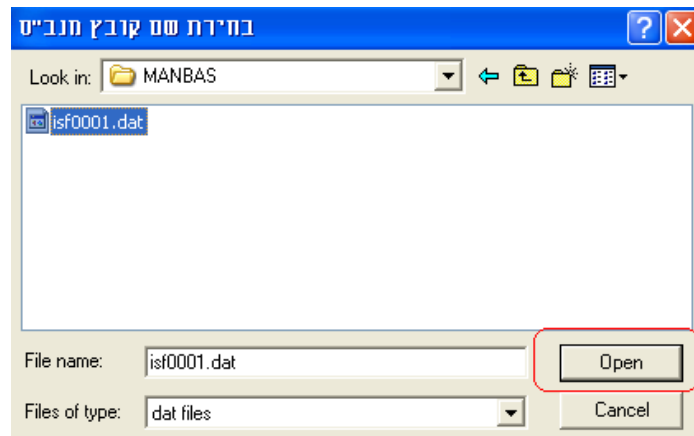 בחירת שם קובץ מנב"ס
Look in: MANBAS
isf0001.dat
File name: isf0001.dat Open
Files of type: dat files Cancel